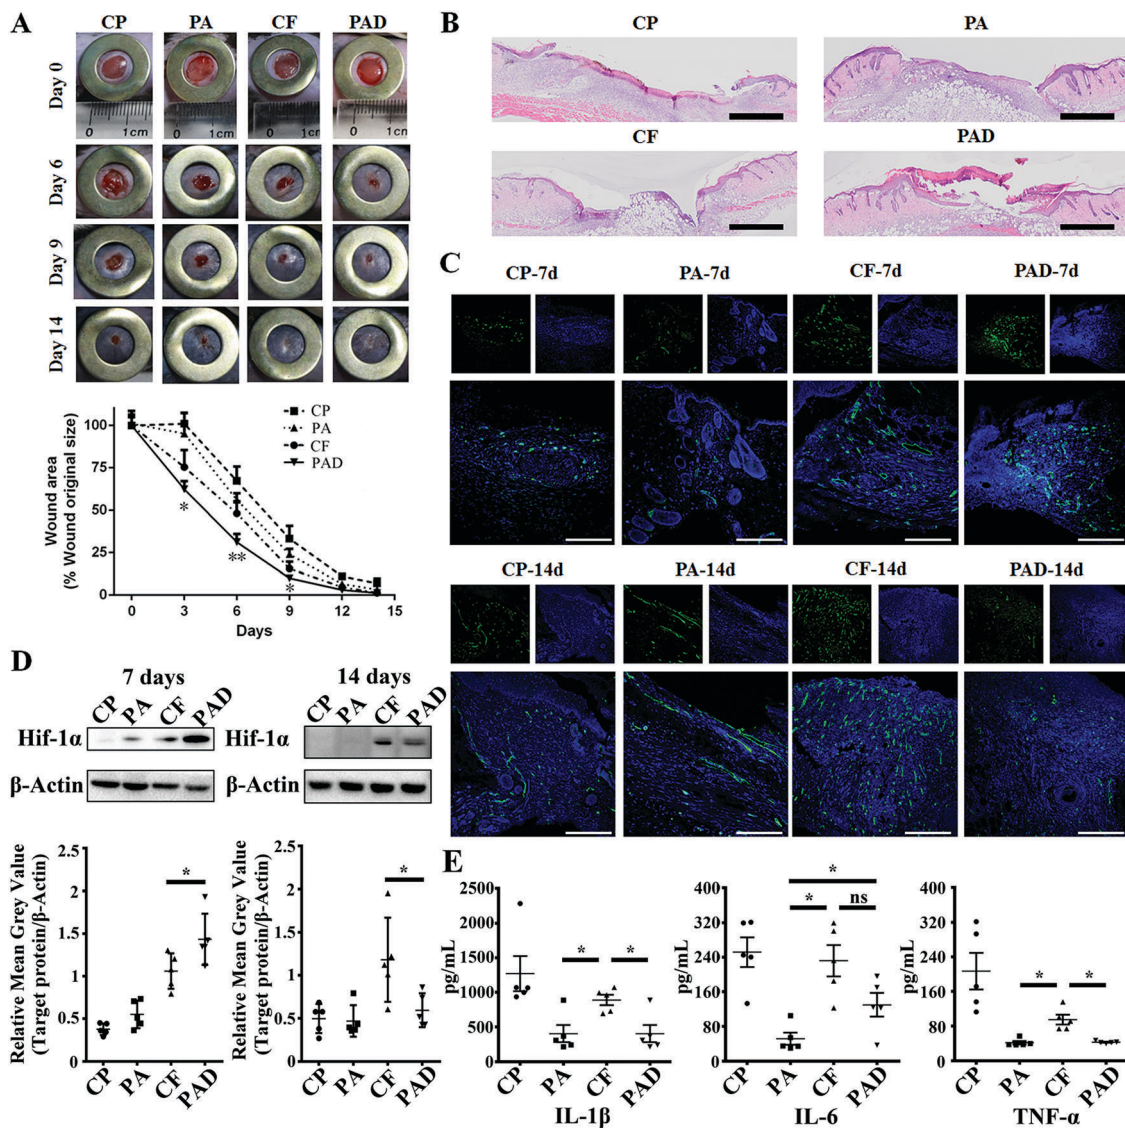 A
CP PA CF PAD
Day 0
0 1cm 0 1cm 0 1cm 0 1cm
Day 6
Day 9
Day 14
Wound area
(% Wound original size)
100
75
50
25
0
CP
PA
CF
PAD
*
**
*
0 3 6 9 12 15
Days
B
CP PA
CF PAD
C
CP-7d PA-7d CF-7d PAD-7d
CP-14d PA-14d CF-14d PAD-14d
D
7 days 14 days
CP PA CF PAD CP PA CF PAD
Hif-1α Hif-1α
β-Actin β-Actin
Relative Mean Grey Value
(Target protein/β-Actin)
2.5
2
1.5
1
0.5
0
*
CP PA CF PAD
Relative Mean Grey Value
(Target protein/β-Actin)
2.5
2
1.5
1
0.5
0
*
CP PA CF PAD
E
pg/mL
2500
2000
1500
1000
500
0
* *
CP PA CF PAD
IL-1β
pg/mL
400
320
240
160
80
0
*
* ns
CP PA CF PAD
IL-6
pg/mL
400
320
240
160
80
0
* *
CP PA CF PAD
TNF-α